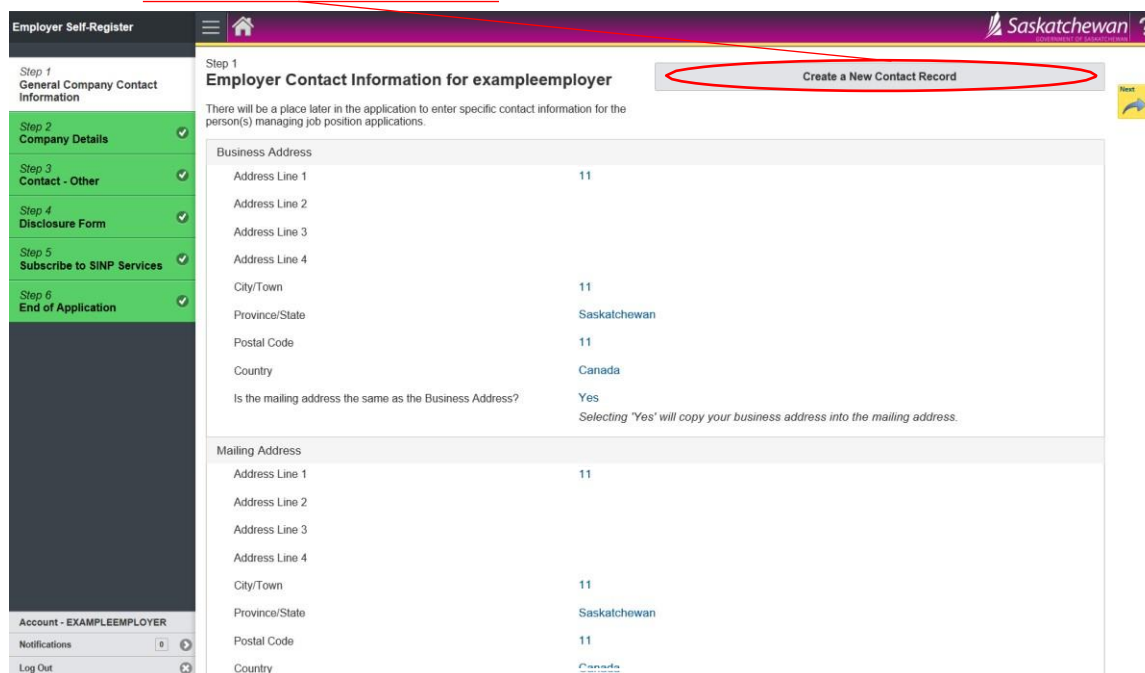 Employer Self-Register
Saskatchewan
GOVERNMENT OF SASKATCHEWAN
?
Step 1
General Company Contact
Information
Step 2
Company Details
Step 3
Contact - Other
Step 4
Disclosure Form
Step 5
Subscribe to SINP Services
Step 6
End of Application
Account - EXAMPLEEMPLOYER
Notifications 0
Log Out
Step 1
Employer Contact Information for exampleemployer
Create a New Contact Record
Next
There will be a place later in the application to enter specific contact information for the
person(s) managing job position applications.
Business Address
Address Line 1 11
Address Line 2
Address Line 3
Address Line 4
City/Town 11
Province/State Saskatchewan
Postal Code 11
Country Canada
Is the mailing address the same as the Business Address? Yes
Selecting 'Yes' will copy your business address into the mailing address.
Mailing Address
Address Line 1 11
Address Line 2
Address Line 3
Address Line 4
City/Town 11
Province/State Saskatchewan
Postal Code 11
Country Canada